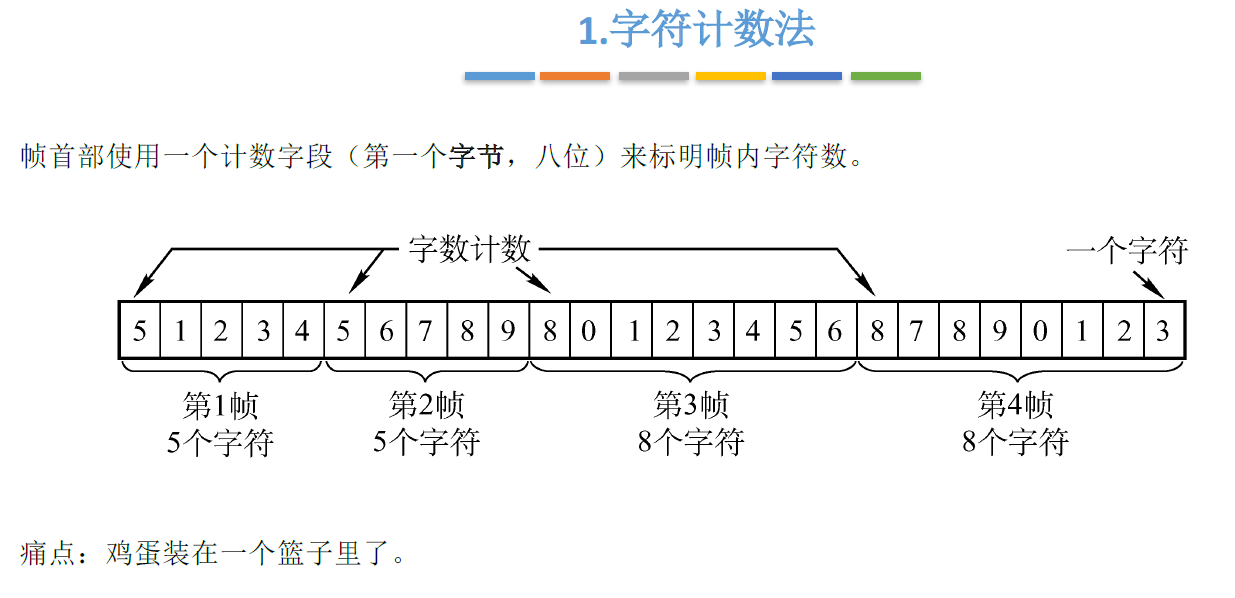 1.字符计数法
帧首部使用一个计数字段（第一个字节，八位）来标明帧内字符数。
字数计数
一个字符
5 1 2 3 4 5 6 7 8 9 8 0 1 2 3 4 5 6 8 7 8 9 0 1 2 3
第1帧 第2帧 第3帧 第4帧
5个字符 5个字符 8个字符 8个字符
痛点：鸡蛋装在一个篮子里了。